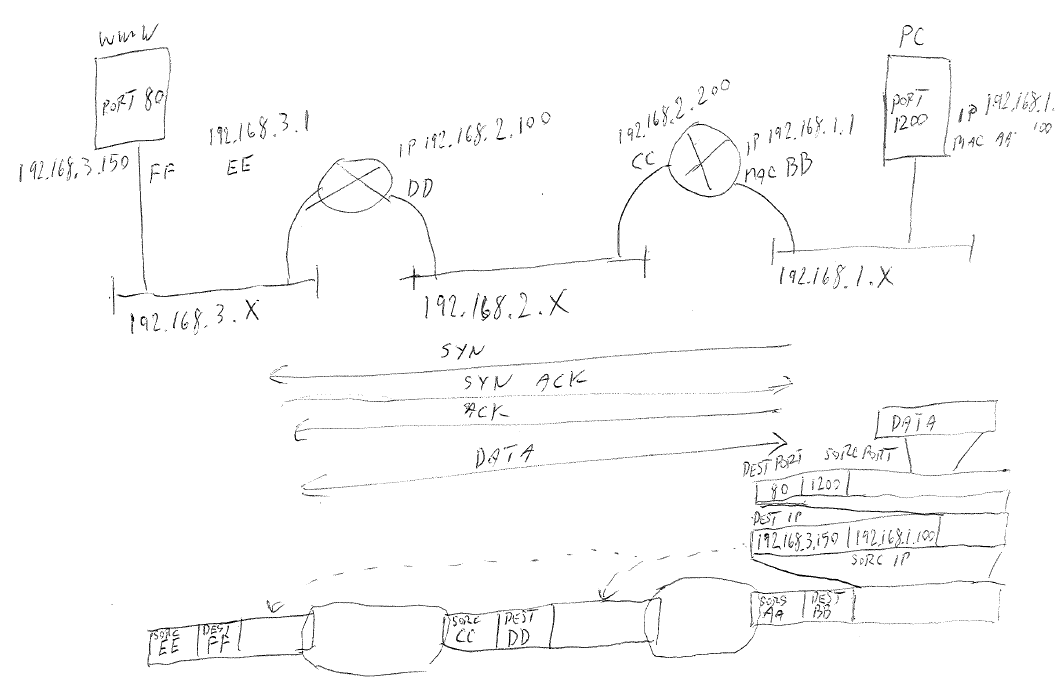 WWW
PORT 80
192.168.3.150
FF
192.168.3.1
EE
IP 192.168.2.100
DD
192.168.2.200
CC
IP 192.168.1.1
MAC BB
PC
PORT
1200
IP 192.168.1.
MAC AA 100
192.168.3.X
192.168.2.X
192.168.1.X
SYN
SYN ACK
ACK
DATA
DATA
DEST PORT SORC PORT
80 1200
DEST IP
192.168.3.150 192.168.1.100
SORC IP
SORC DEST
EE FF
SORC DEST
CC DD
SORS DEST
AA BB